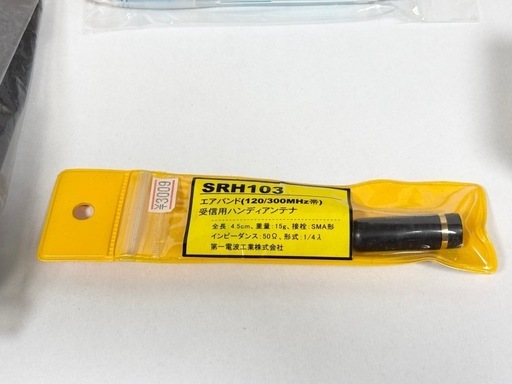 ¥3009
SRH103
エアバンド(120/300MHz帯)
受信用ハンディアンテナ
全長:4.5cm、重量:15g、接栓:SMA形
インピーダンス:50Ω、形式:1/4λ
第一電波工業株式会社